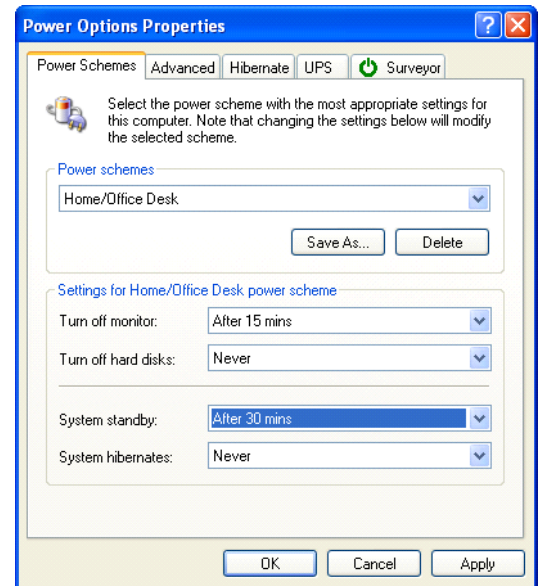 Power Options Properties
Power Schemes Advanced Hibernate UPS Surveyor
Select the power scheme with the most appropriate settings for
this computer. Note that changing the settings below will modify
the selected scheme.
Power schemes
Home/Office Desk
Save As... Delete
Settings for Home/Office Desk power scheme
Turn off monitor: After 15 mins
Turn off hard disks: Never
System standby: After 30 mins
System hibernates: Never
OK Cancel Apply